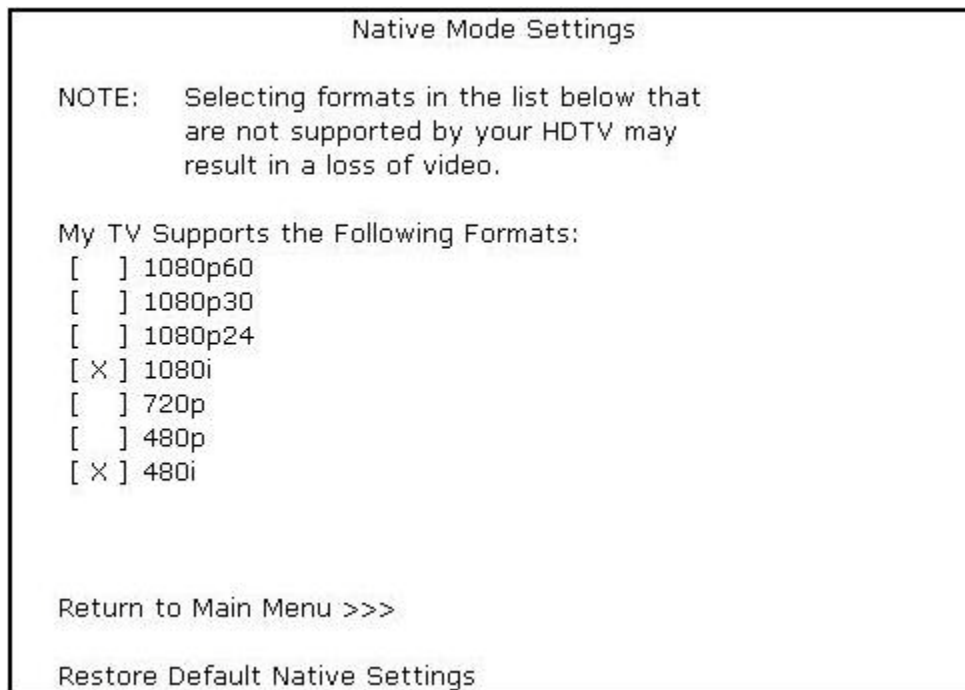 Native Mode Settings
NOTE: Selecting formats in the list below that
are not supported by your HDTV may
result in a loss of video.
My TV Supports the Following Formats:
[ ] 1080p60
[ ] 1080p30
[ ] 1080p24
[ X ] 1080i
[ ] 720p
[ ] 480p
[ X ] 480i
Return to Main Menu >>>
Restore Default Native Settings